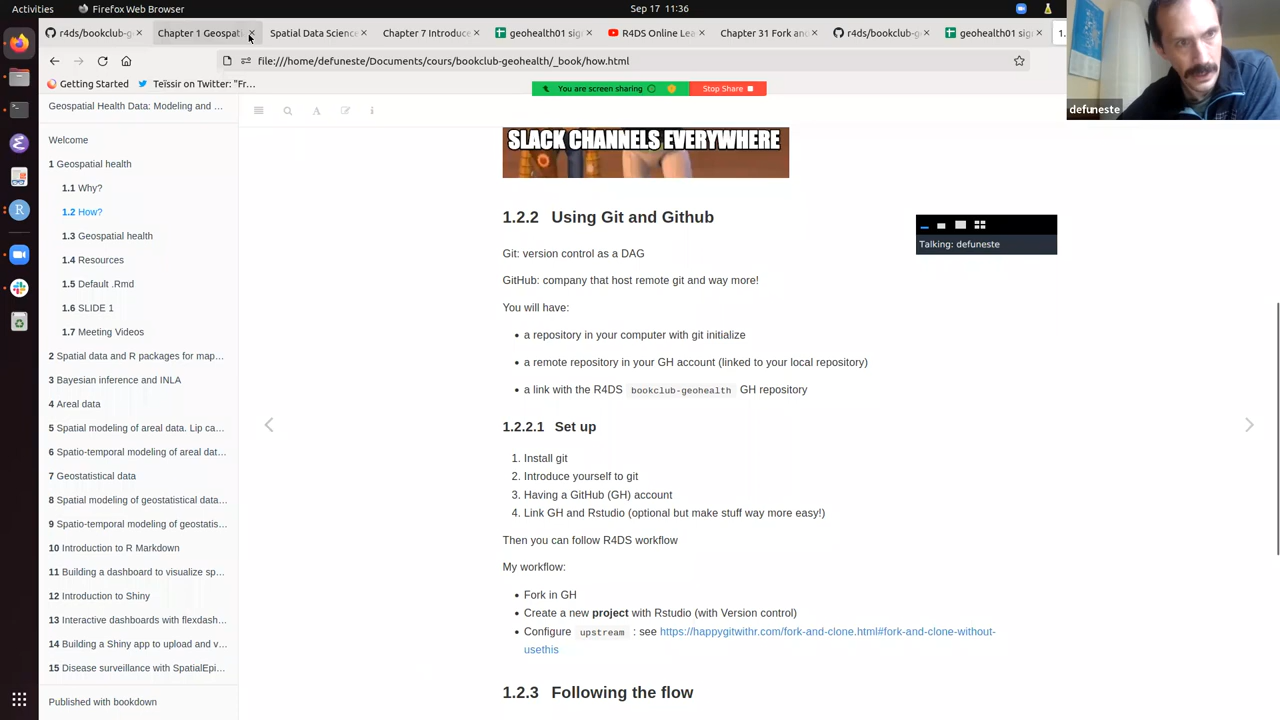 Activities
Firefox Web Browser
Sep 17 11:36
r4ds/bookclub-g
Chapter 1 Geospati
Spatial Data Science
Chapter 7 Introduce
geohealth01 sig
R4DS Online Lea
Chapter 31 Fork an
r4ds/bookclub-g
geohealth01 sig
1.
file:///home/defuneste/Documents/cours/bookclub-geohealth/_book/how.html
Getting Started
Teïssir on Twitter: "Fr…
You are screen sharing
Stop Share
defuneste
Geospatial Health Data: Modeling and …
Welcome
1 Geospatial health
1.1 Why?
1.2 How?
1.3 Geospatial health
1.4 Resources
1.5 Default .Rmd
1.6 SLIDE 1
1.7 Meeting Videos
2 Spatial data and R packages for map…
3 Bayesian inference and INLA
4 Areal data
5 Spatial modeling of areal data. Lip ca…
6 Spatio-temporal modeling of areal dat…
7 Geostatistical data
8 Spatial modeling of geostatistical data…
9 Spatio-temporal modeling of geostatis…
10 Introduction to R Markdown
11 Building a dashboard to visualize sp…
12 Introduction to Shiny
13 Interactive dashboards with flexdash…
14 Building a Shiny app to upload and v…
15 Disease surveillance with SpatialEpi…
Published with bookdown
SLACK CHANNELS EVERYWHERE
1.2.2 Using Git and Github
Git: version control as a DAG
GitHub: company that host remote git and way more!
You will have:
• a repository in your computer with git initialize
• a remote repository in your GH account (linked to your local repository)
• a link with the R4DS bookclub-geohealth GH repository
1.2.2.1 Set up
1. Install git
2. Introduce yourself to git
3. Having a GitHub (GH) account
4. Link GH and Rstudio (optional but make stuff way more easy!)
Then you can follow R4DS workflow
My workflow:
• Fork in GH
• Create a new project with Rstudio (with Version control)
• Configure upstream : see https://happygitwithr.com/fork-and-clone.html#fork-and-clone-without-
usethis
1.2.3 Following the flow
Talking: defuneste